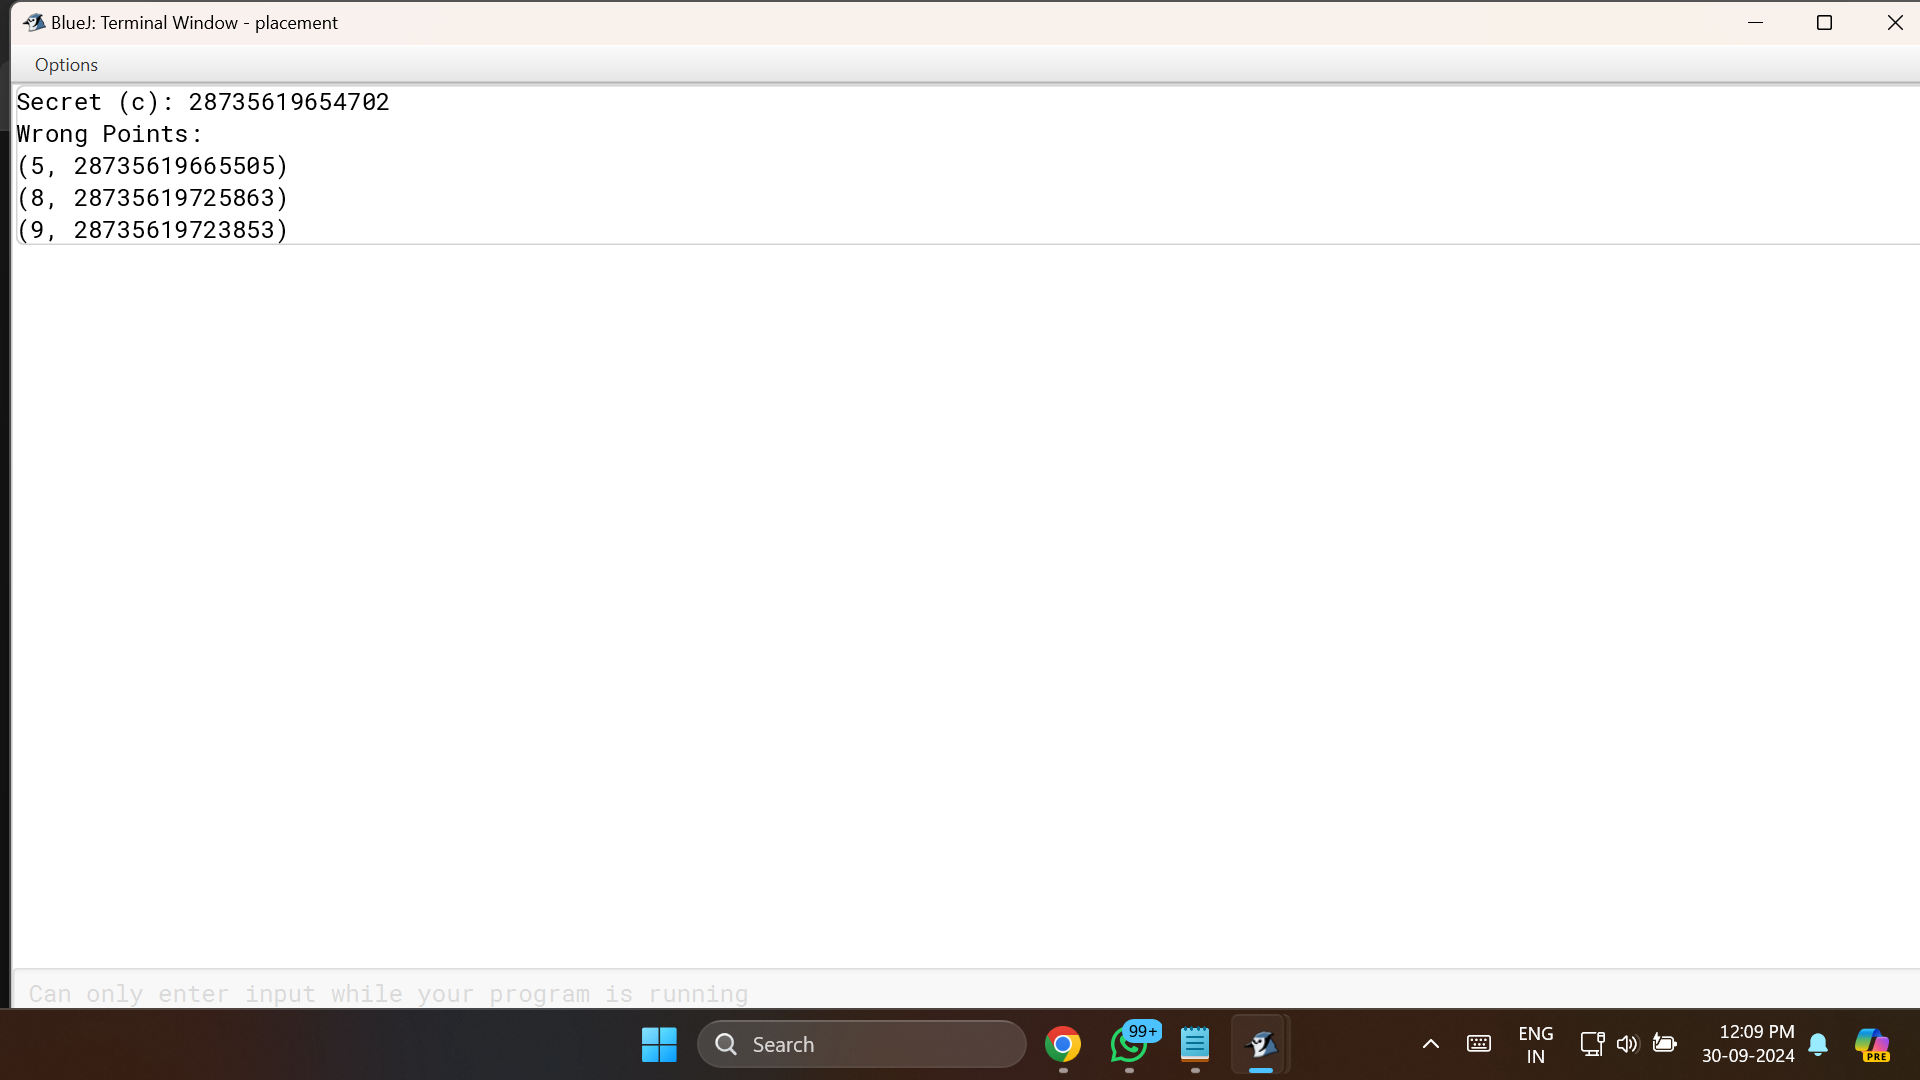 BlueJ: Terminal Window - placement
Options
Secret (c): 28735619654702
Wrong Points:
(5, 28735619665505)
(8, 28735619725863)
(9, 28735619723853)
Can only enter input while your program is running
Search
99+
ENG
IN
12:09 PM
30-09-2024
PRE